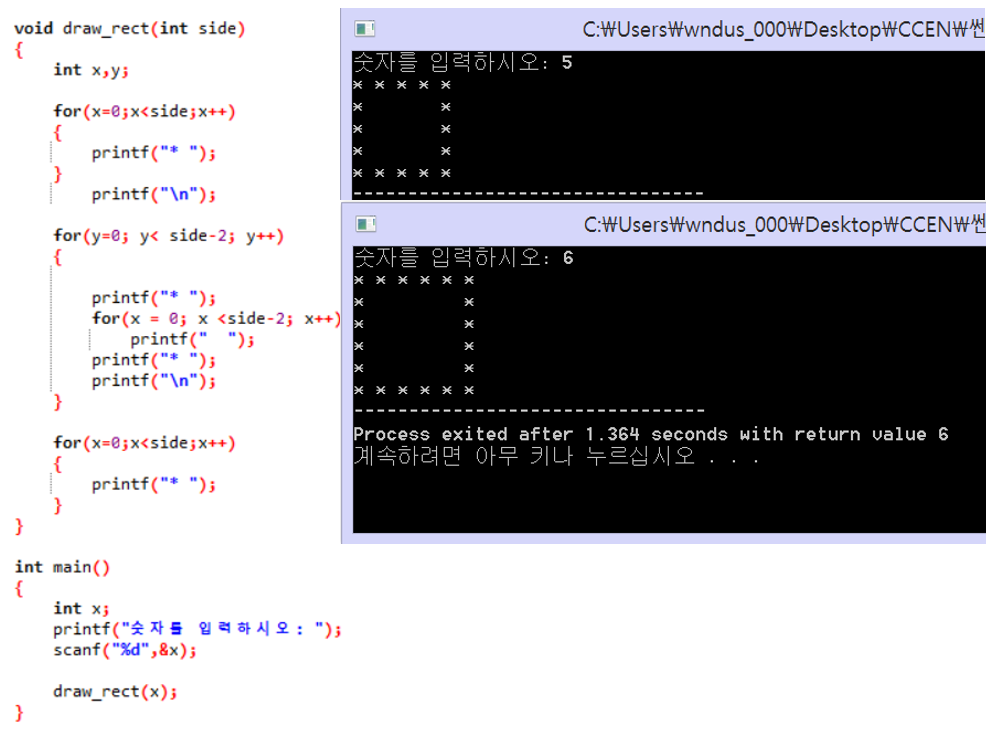 void draw_rect(int side)
{
    int x,y;

    for(x=0;x<side;x++)
    {
        printf("* ");
    }
        printf("\n");

    for(y=0; y< side-2; y++)
    {

        printf("* ");
        for(x = 0; x <side-2; x++)
            printf("  ");
        printf("* ");
        printf("\n");
    }

    for(x=0;x<side;x++)
    {
        printf("* ");
    }
}

int main()
{
    int x;
    printf("숫자를 입력하시오: ");
    scanf("%d",&x);

    draw_rect(x);
}
C:₩Users₩wndus_000₩Desktop₩CCEN₩썬
숫자를 입력하시오: 5
* * * * *
*       *
*       *
*       *
* * * * *
--------------------------------
C:₩Users₩wndus_000₩Desktop₩CCEN₩
숫자를 입력하시오: 6
* * * * * *
*         *
*         *
*         *
*         *
* * * * * *
--------------------------------
Process exited after 1.364 seconds with return value 6
계속하려면 아무 키나 누르십시오 . . .